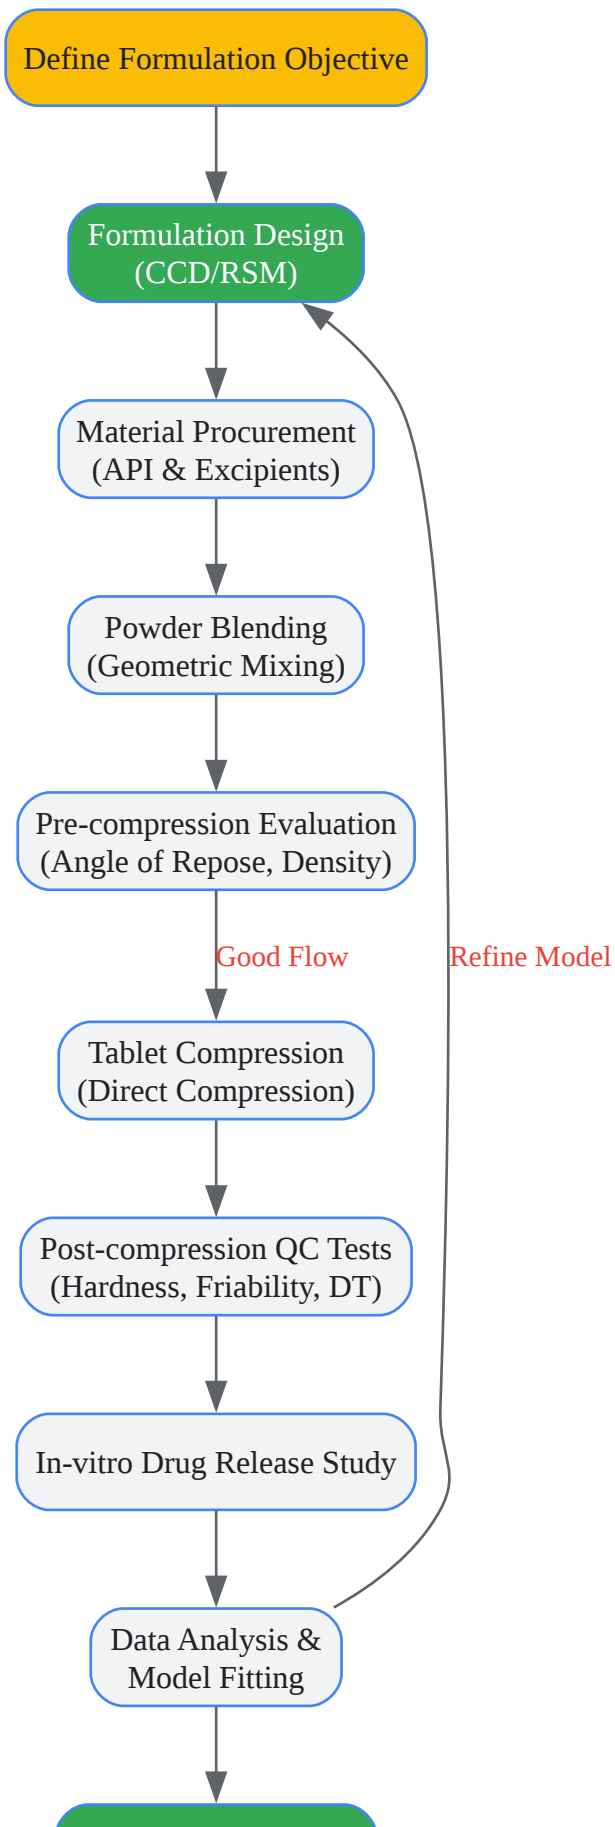 Define Formulation Objective
Formulation Design
(CCD/RSM)
Material Procurement
(API & Excipients)
Powder Blending
(Geometric Mixing)
Pre-compression Evaluation
(Angle of Repose, Density)
Good Flow
Refine Model
Tablet Compression
(Direct Compression)
Post-compression QC Tests
(Hardness, Friability, DT)
In-vitro Drug Release Study
Data Analysis &
Model Fitting